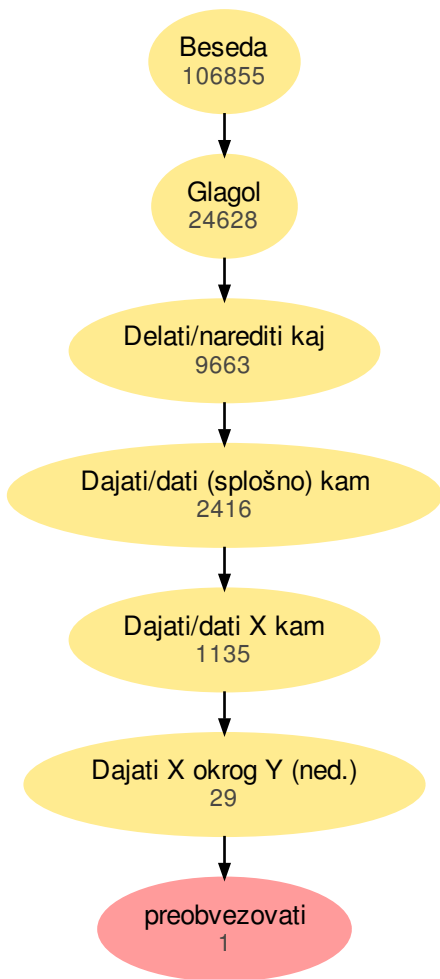 Beseda
106855
Glagol
24628
Delati/narediti kaj
9663
Dajati/dati (splošno) kam
2416
Dajati/dati X kam
1135
Dajati X okrog Y (ned.)
29
preobvezovati
1